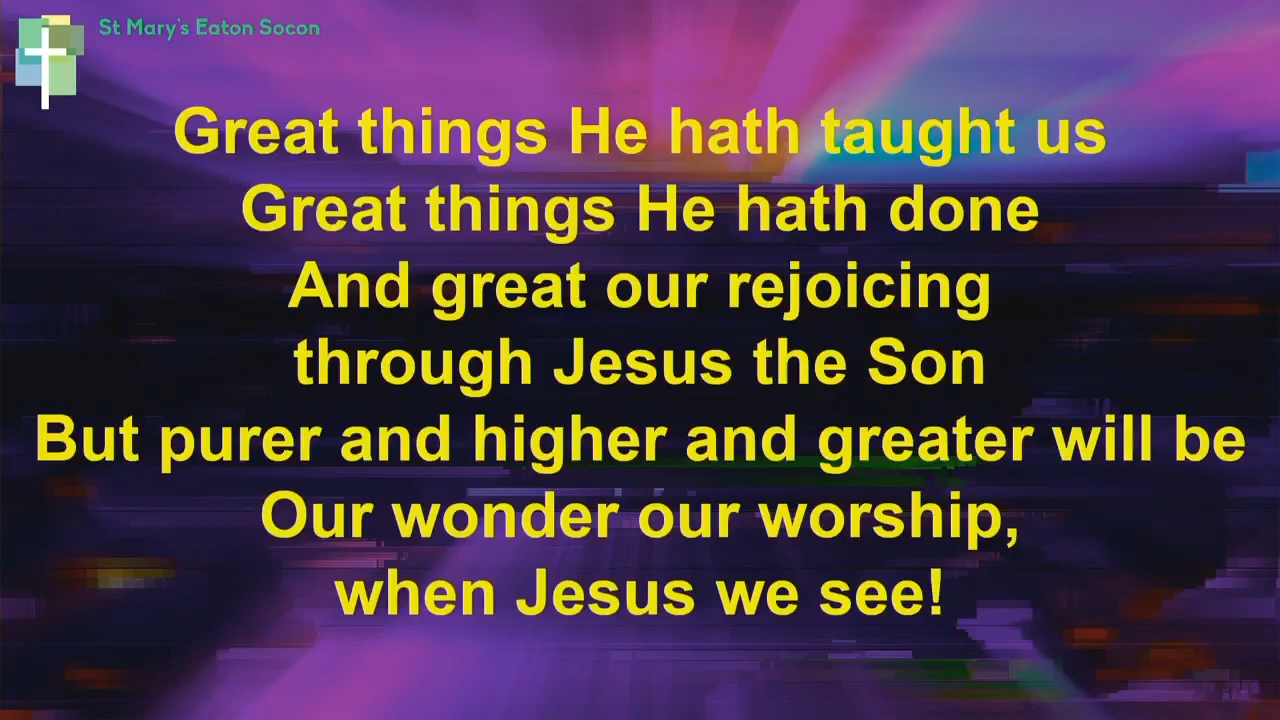 St Mary's Eaton Socon
Great things He hath taught us
Great things He hath done
And great our rejoicing
through Jesus the Son
But purer and higher and greater will be
Our wonder our worship,
when Jesus we see!